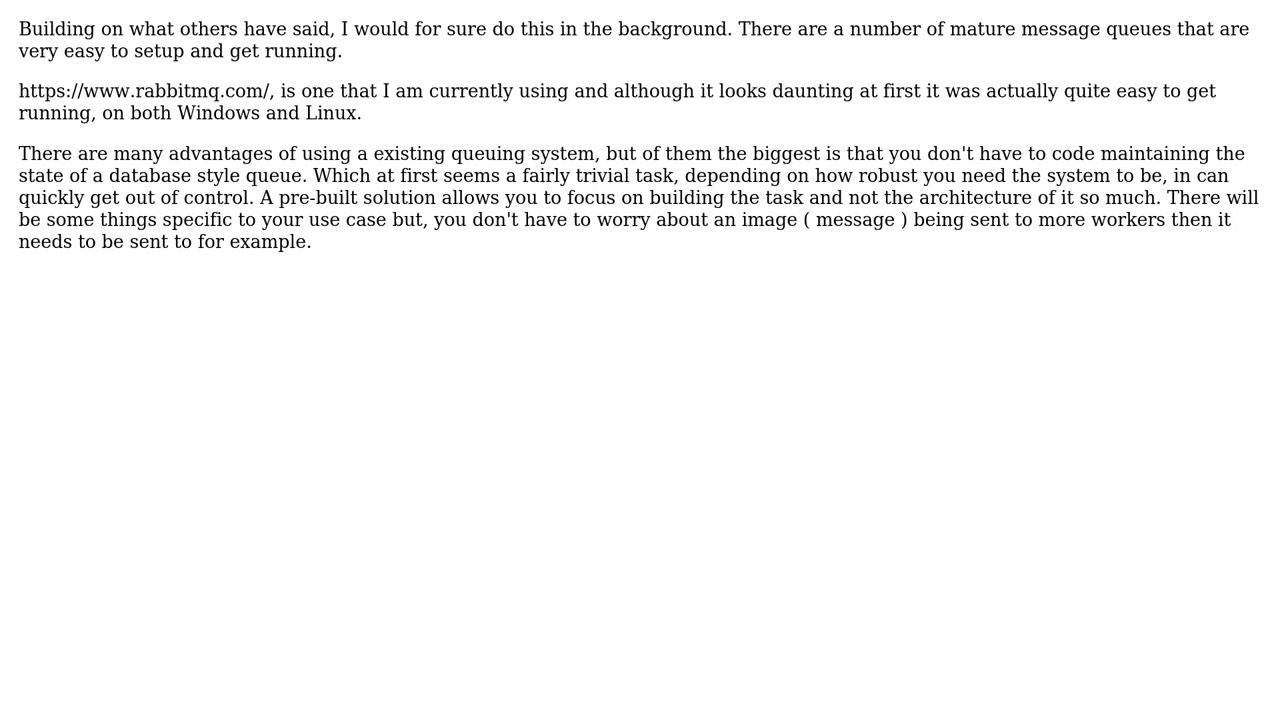 Building on what others have said, I would for sure do this in the background. There are a number of mature message queues that are
very easy to setup and get running.
https://www.rabbitmq.com/, is one that I am currently using and although it looks daunting at first it was actually quite easy to get
running, on both Windows and Linux.
There are many advantages of using a existing queuing system, but of them the biggest is that you don't have to code maintaining the
state of a database style queue. Which at first seems a fairly trivial task, depending on how robust you need the system to be, in can
quickly get out of control. A pre-built solution allows you to focus on building the task and not the architecture of it so much. There will
be some things specific to your use case but, you don't have to worry about an image ( message ) being sent to more workers then it
needs to be sent to for example.